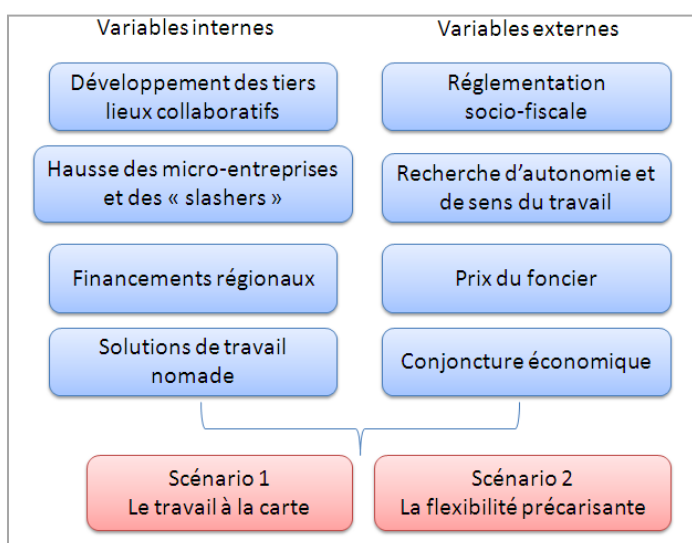 Variables internes
Variables externes
Développement des tiers
lieux collaboratifs
Réglementation
socio-fiscale
Hausse des micro-entreprises
et des « slashers »
Recherche d'autonomie et
de sens du travail
Financements régionaux
Prix du foncier
Solutions de travail
nomade
Conjoncture économique
Scénario 1
Le travail à la carte
Scénario 2
La flexibilité précarisante